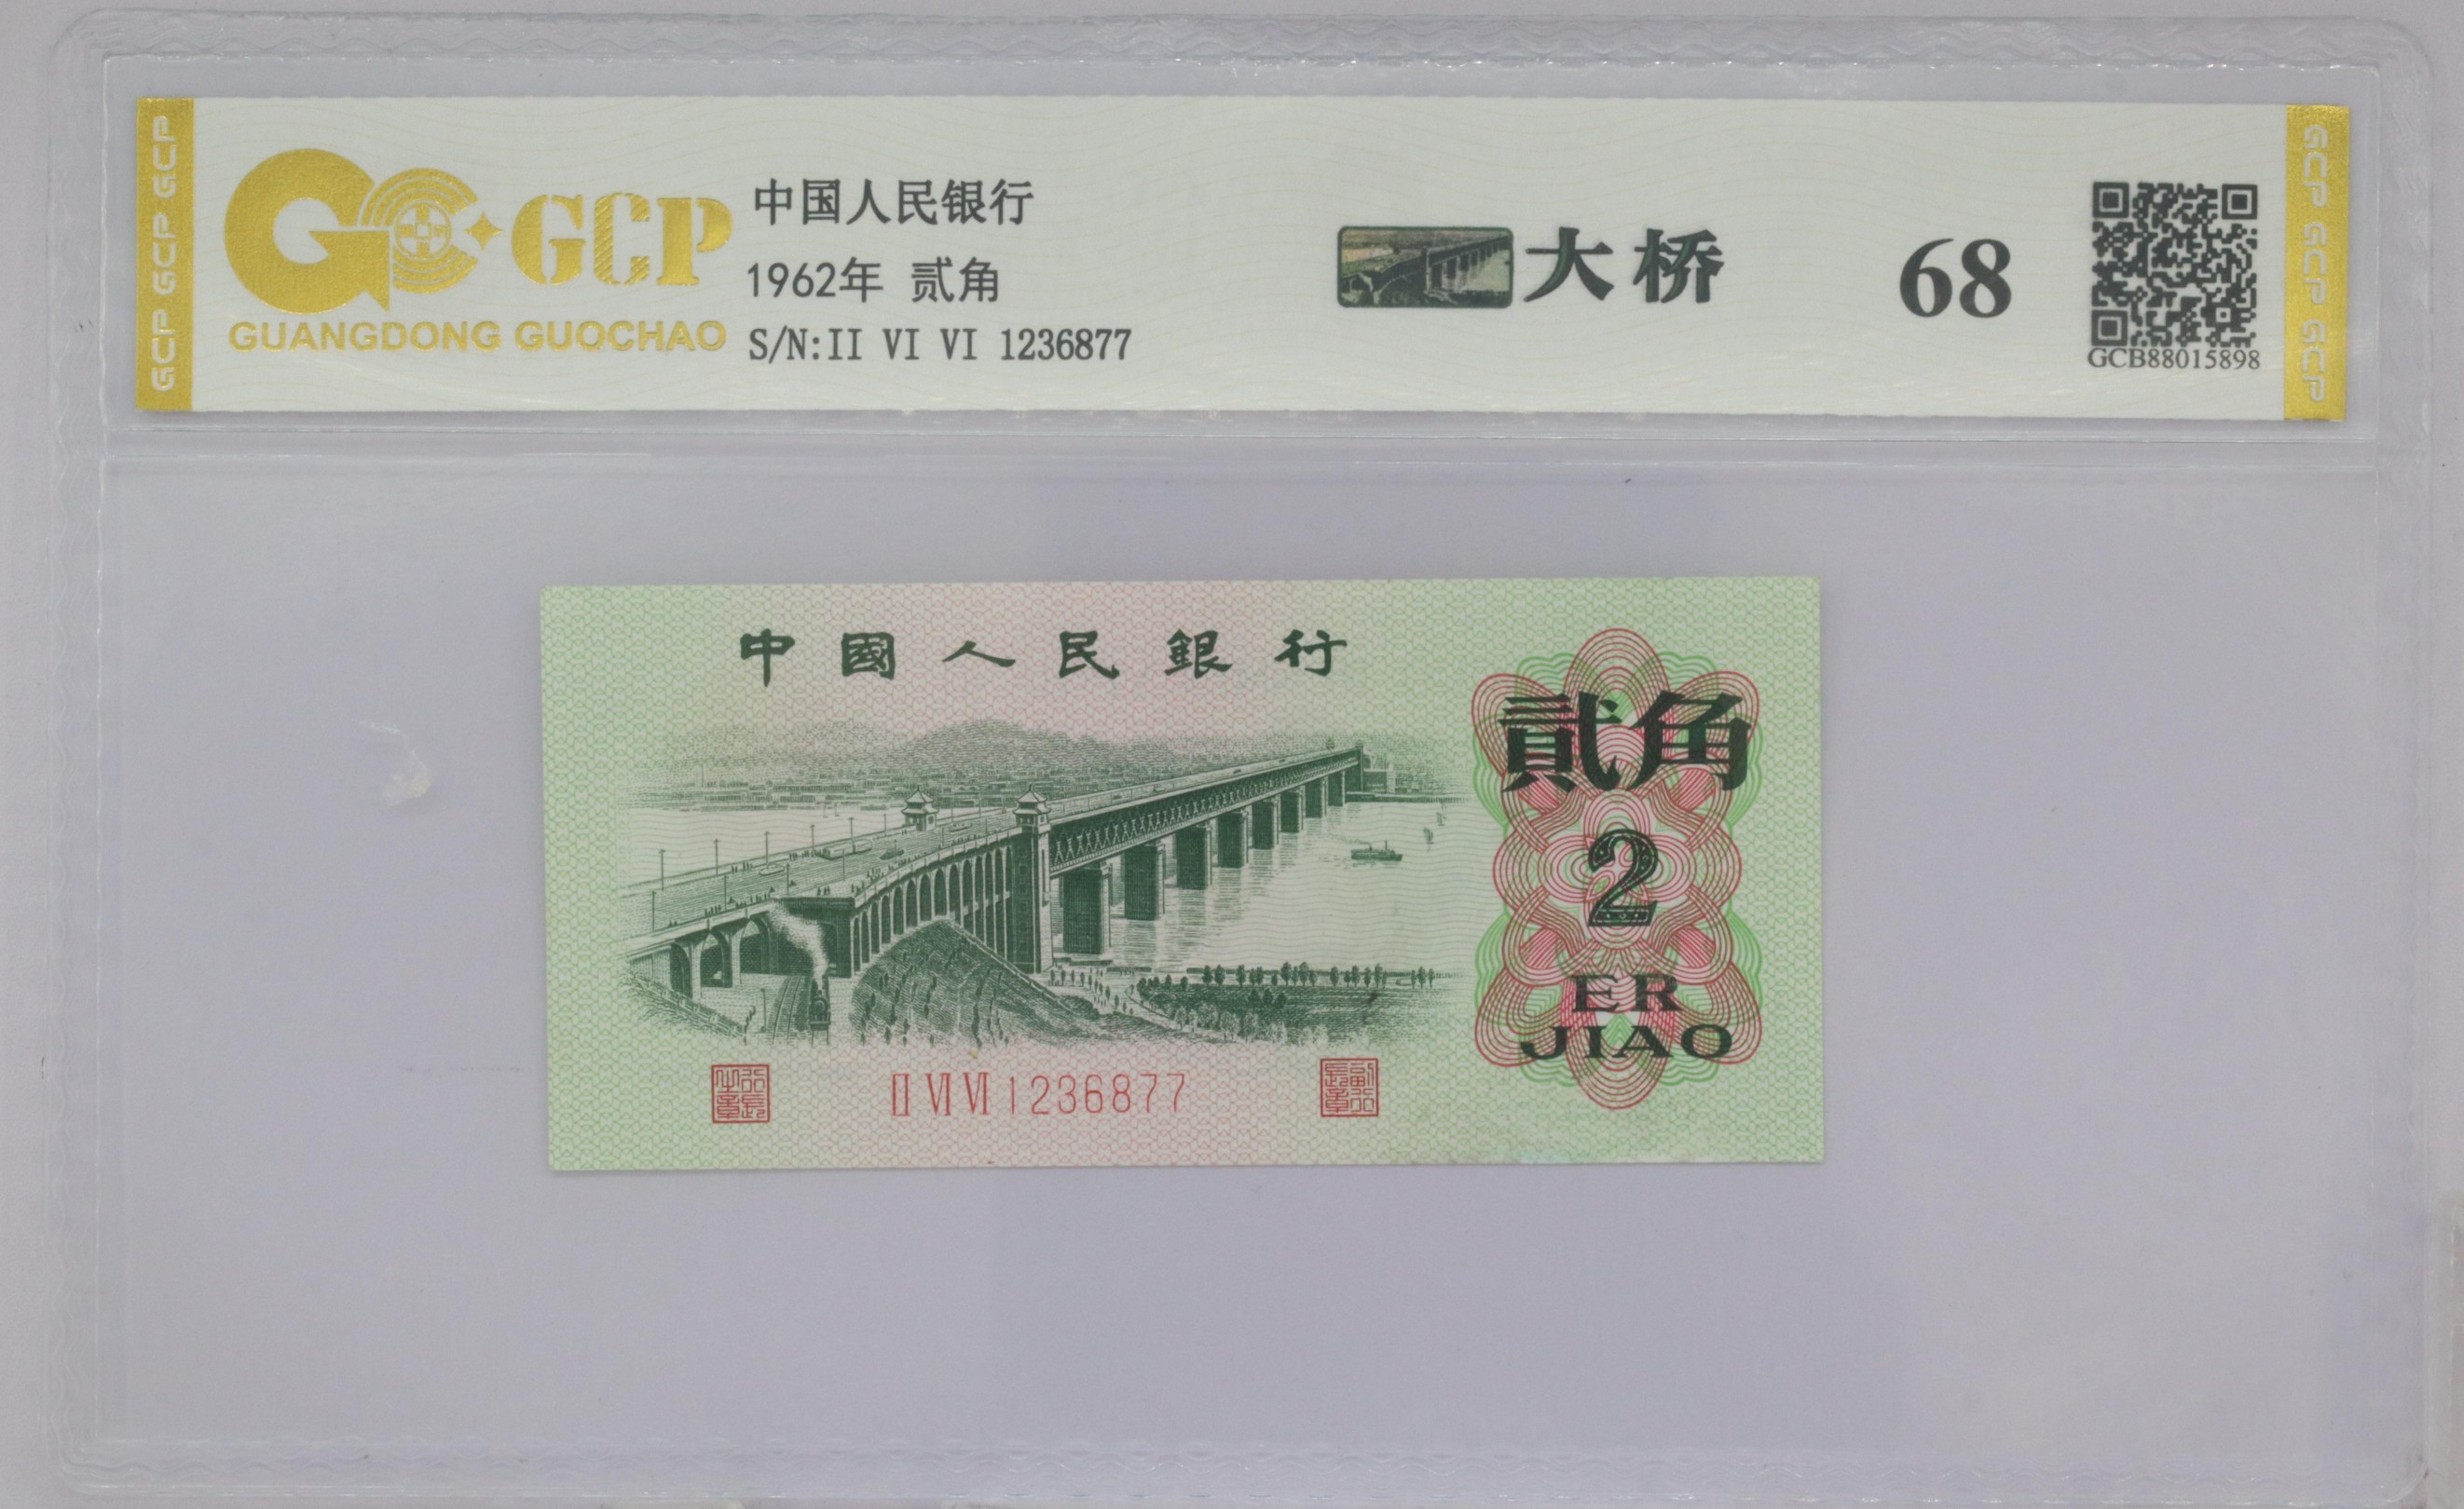 GCP GCP GCP
GCP
GUANGDONG GUOCHAO
中国人民银行
1962年 贰角
S/N:II VI VI 1236877
大桥
68
GCB88015898
GCP GCP GCP
中國人民銀行
貳角
2
ER
JIAO
II VI VI 1236877